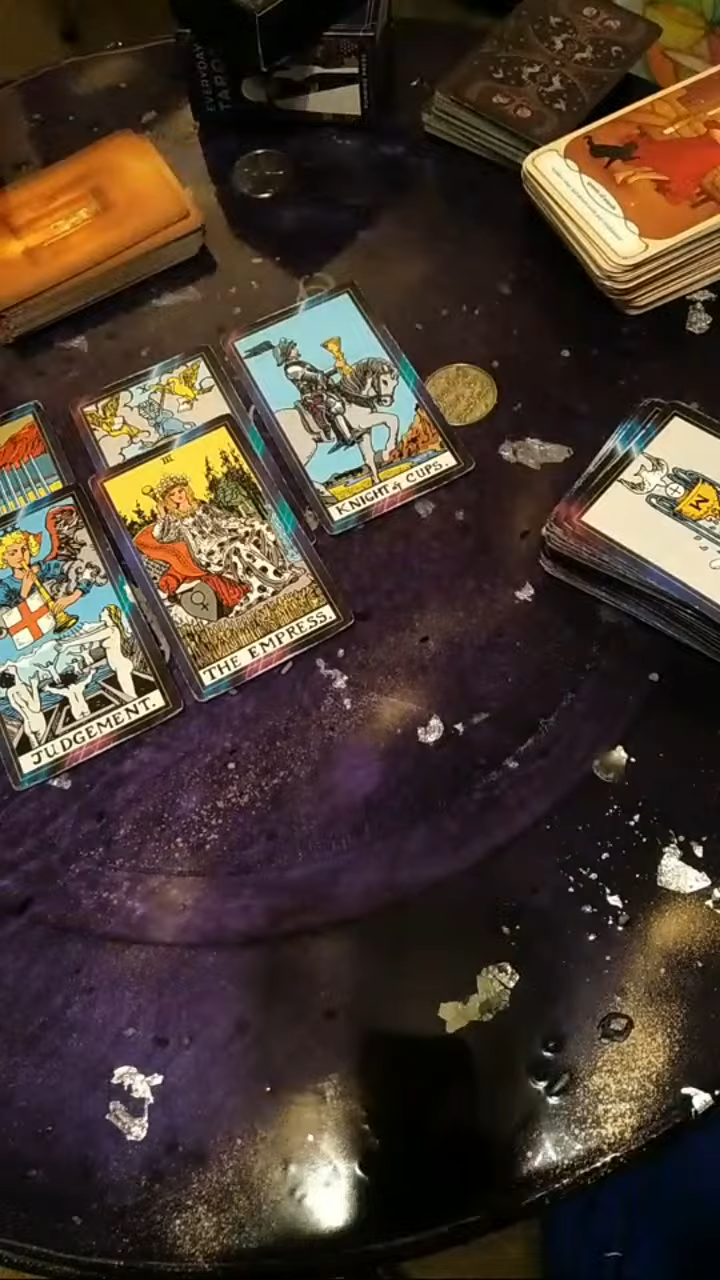 EVERYDAY
TAROT
KNIGHT of CUPS.
III
THE EMPRESS.
JUDGEMENT.